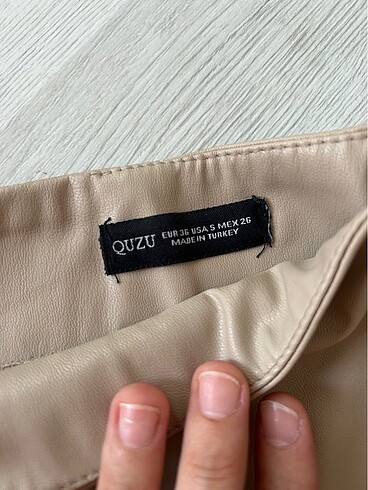 QUZU
EUR 36 USA S MEX 26
MADE IN TURKEY